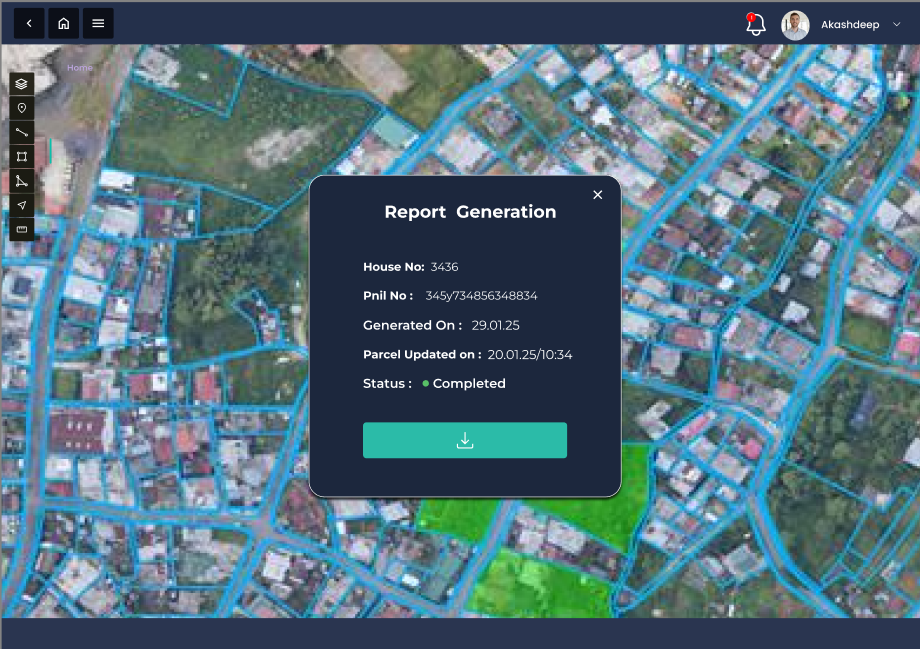 Akashdeep
Home
Report Generation
House No: 3436
Pnil No : 345y734856348834
Generated On : 29.01.25
Parcel Updated on : 20.01.25/10:34
Status : Completed